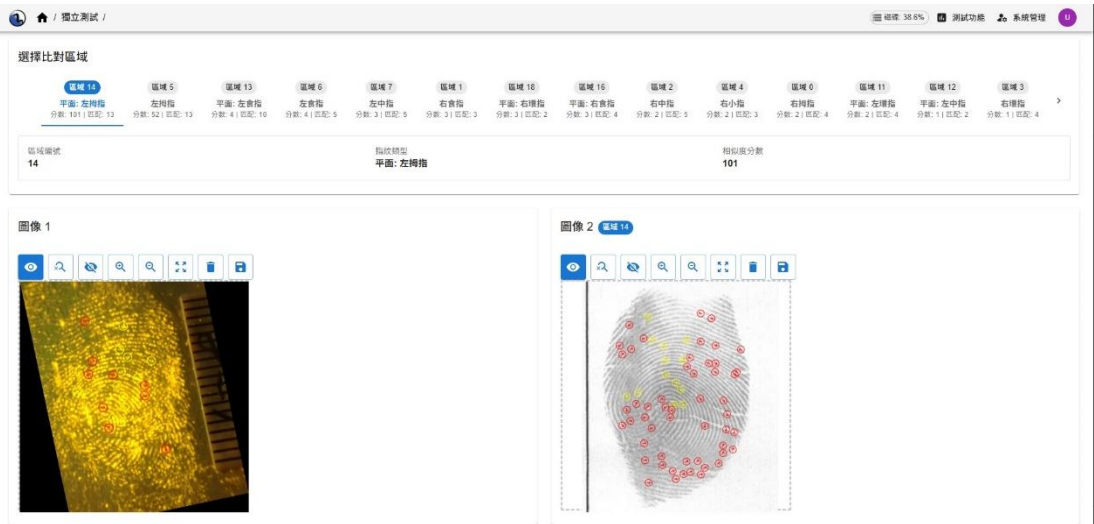 / 獨立測試 /
磁碟: 38.6%
測試功能
系統管理
U
選擇比對區域
區域 14
平面: 左拇指
分數: 101 | 匹配: 13
區域 5
左拇指
分數: 52 | 匹配: 13
區域 13
平面: 左食指
分數: 4 | 匹配: 10
區域 6
左食指
分數: 4 | 匹配: 5
區域 7
左中指
分數: 3 | 匹配: 5
區域 1
右食指
分數: 3 | 匹配: 3
區域 18
平面: 右環指
分數: 3 | 匹配: 2
區域 16
平面: 右食指
分數: 3 | 匹配: 4
區域 2
右中指
分數: 2 | 匹配: 5
區域 4
右小指
分數: 2 | 匹配: 3
區域 0
右拇指
分數: 2 | 匹配: 4
區域 11
平面: 左環指
分數: 2 | 匹配: 4
區域 12
平面: 左中指
分數: 1 | 匹配: 2
區域 3
右環指
分數: 1 | 匹配: 4
區域編號
14
指紋類型
平面: 左拇指
相似度分數
101
圖像 1
圖像 2
區域 14